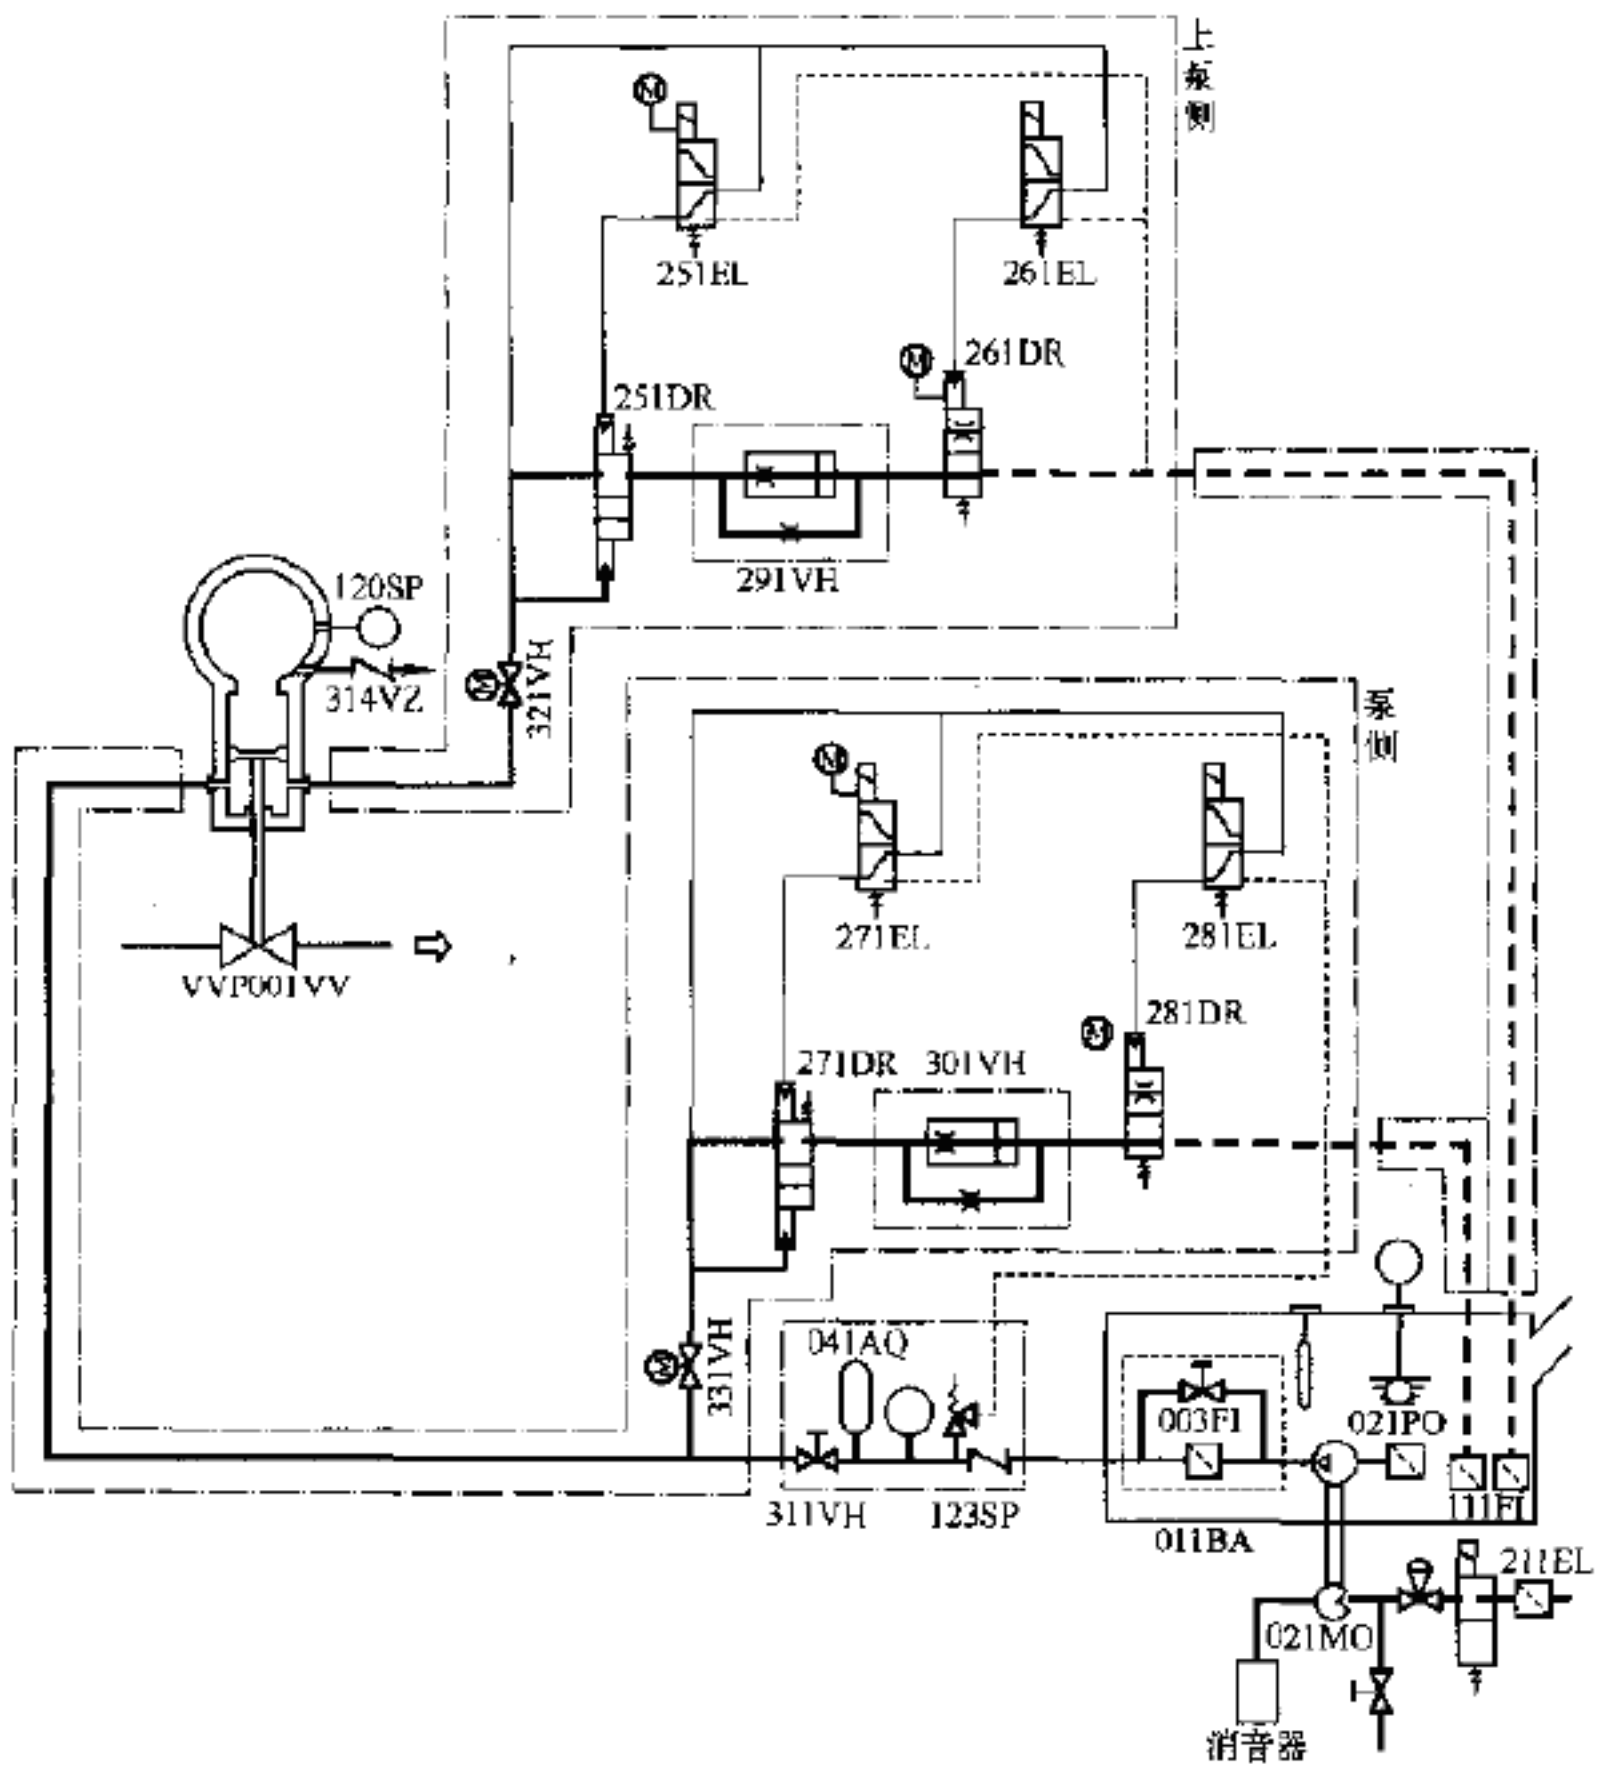 上泵侧
M
251EL
261EL
M
261DR
251DR
291VH
120SP
314VZ
M
321VH
泵侧
M
271EL
281EL
VVP001VV
M
281DR
271DR
301VH
M
331VH
041AQ
003FI
021PO
311VH
123SP
111FI
011BA
211EL
021MO
消音器